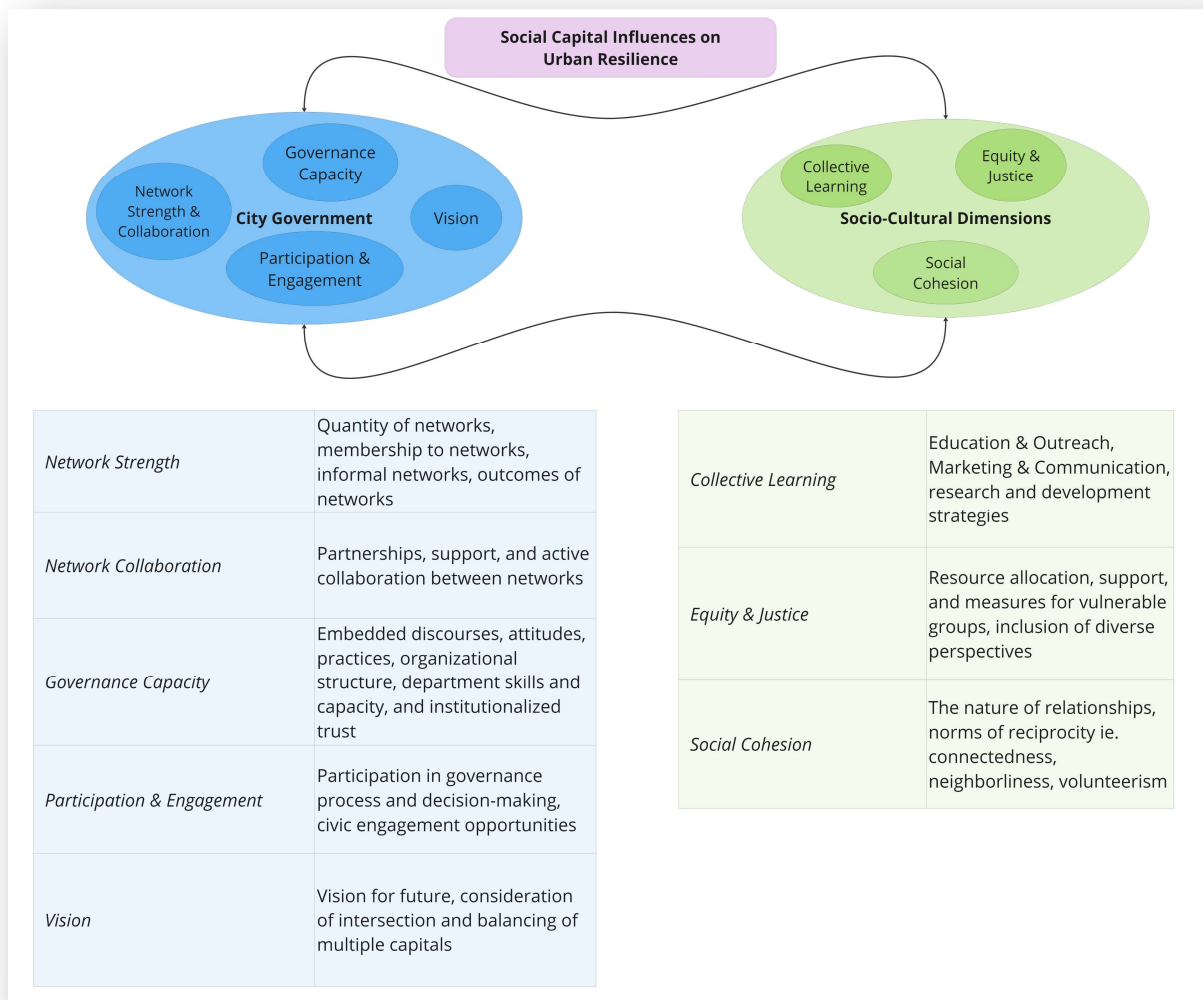 Social Capital Influences on
Urban Resilience
Governance
Capacity
Network
Strength &
Collaboration
City Government
Vision
Participation &
Engagement
Collective
Learning
Equity &
Justice
Socio-Cultural Dimensions
Social
Cohesion
Network Strength
Quantity of networks,
membership to networks,
informal networks, outcomes of
networks
Network Collaboration
Partnerships, support, and active
collaboration between networks
Governance Capacity
Embedded discourses, attitudes,
practices, organizational
structure, department skills and
capacity, and institutionalized
trust
Participation & Engagement
Participation in governance
process and decision-making,
civic engagement opportunities
Vision
Vision for future, consideration
of intersection and balancing of
multiple capitals
Collective Learning
Education & Outreach,
Marketing & Communication,
research and development
strategies
Equity & Justice
Resource allocation, support,
and measures for vulnerable
groups, inclusion of diverse
perspectives
Social Cohesion
The nature of relationships,
norms of reciprocity ie.
connectedness,
neighborliness, volunteerism